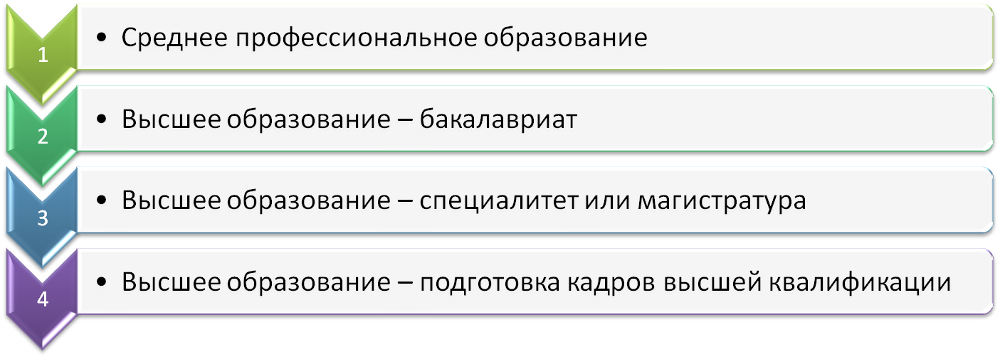 1
• Среднее профессиональное образование
2
• Высшее образование – бакалавриат
3
• Высшее образование – специалитет или магистратура
4
• Высшее образование – подготовка кадров высшей квалификации